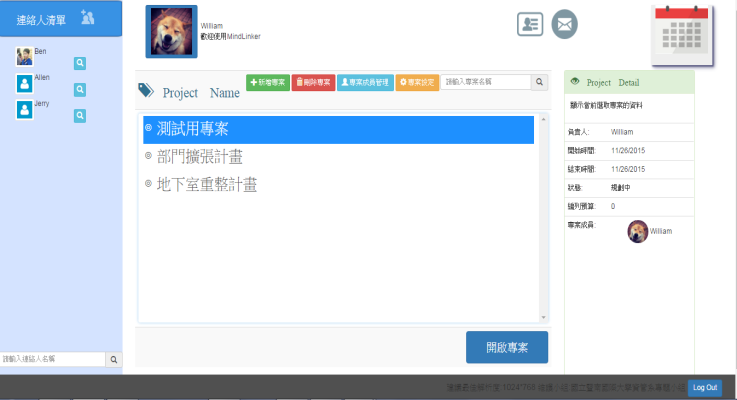 連絡人清單
Ben
Allen
Jerry
請輸入連絡人名稱
William
歡迎使用MindLinker
Project Name
新增專案
刪除專案
專案成員管理
專案設定
請輸入專案名稱
測試用專案
部門擴張計畫
地下室重整計畫
開啟專案
Project Detail
顯示當前選取專案的資料
負責人: William
開始時間: 11/26/2015
結束時間: 11/26/2015
狀態: 規劃中
編列預算: 0
專案成員: William
1024*768
Log Out